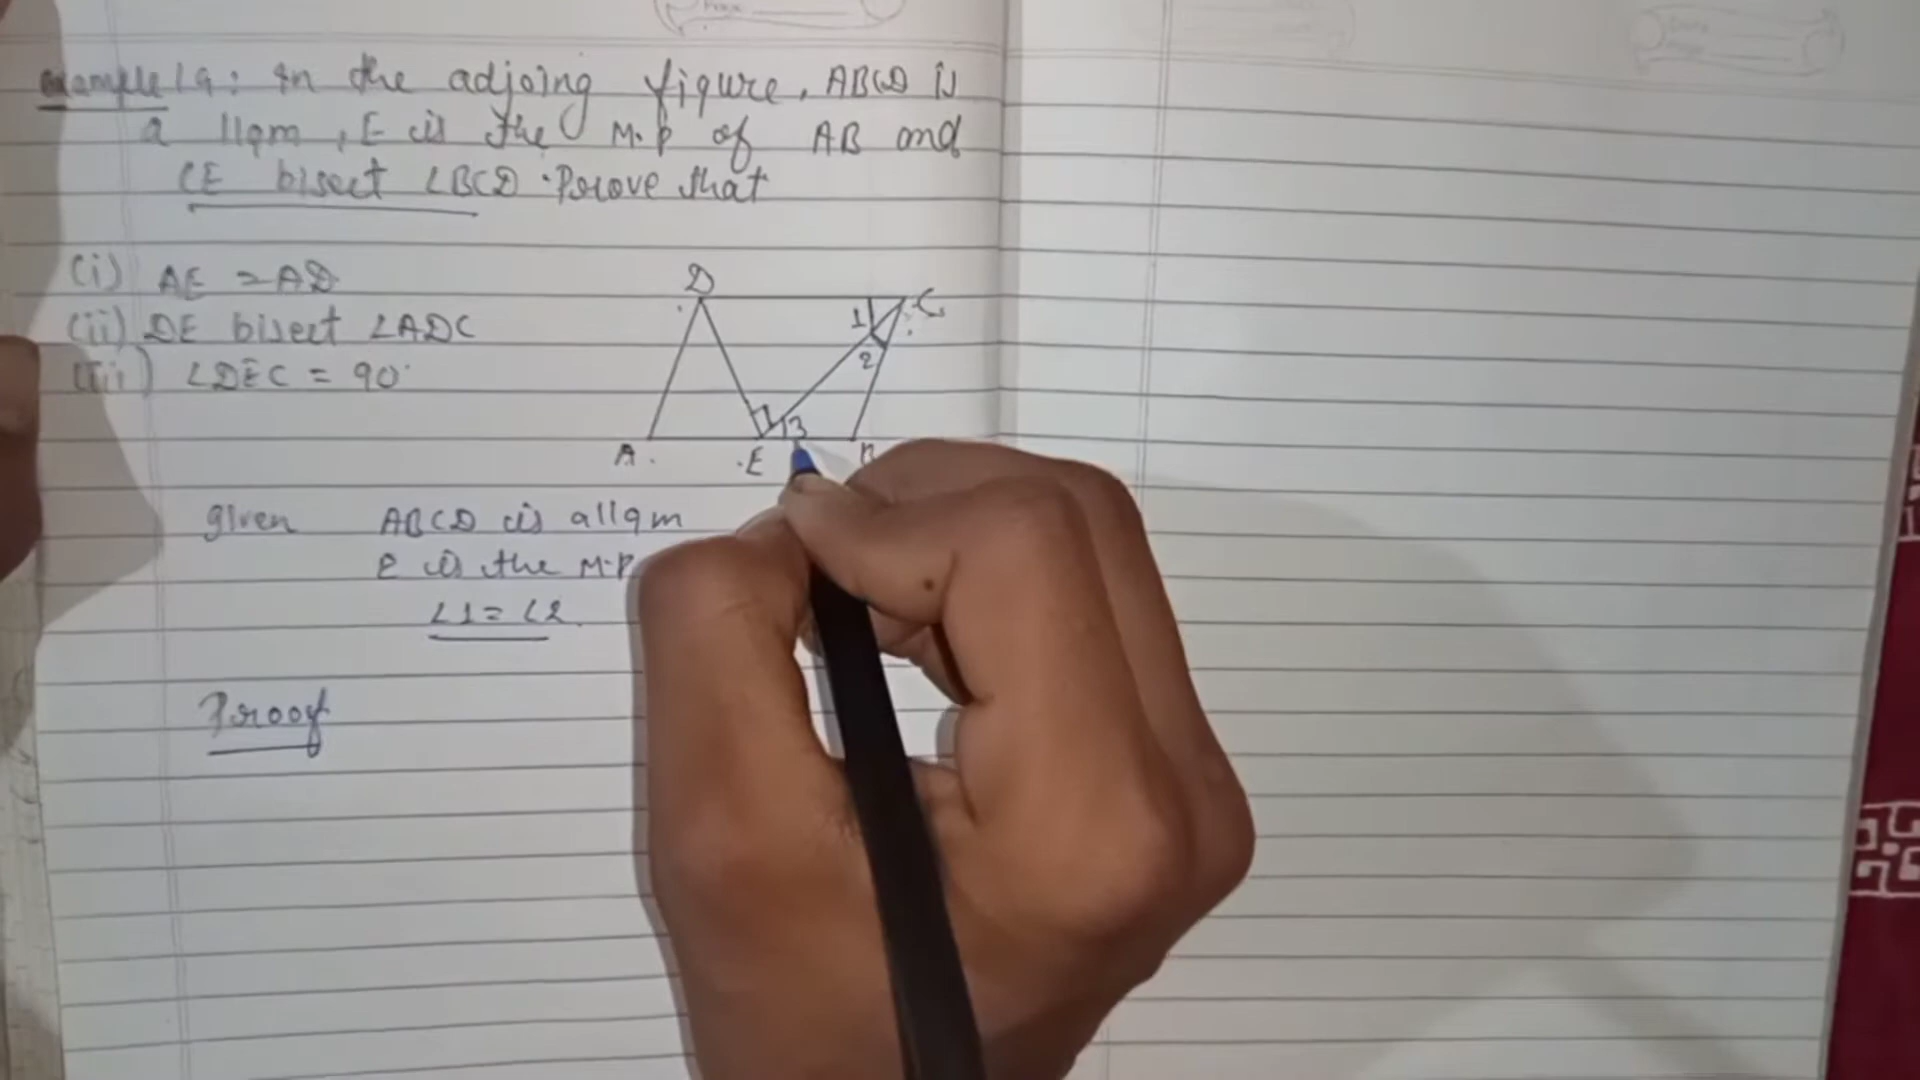 example 19: in the adjoing figure, ABCD is
a llgm, E is the M.p of AB and
CE bisect ∠BCD. Prove that
(i) AE = AD
(ii) DE bisect ∠ADC
(iii) ∠DEC = 90°
D
C
1
2
3
A
E
B
given ABCD is allgm
E is the M.P
∠1 = ∠2
Proof